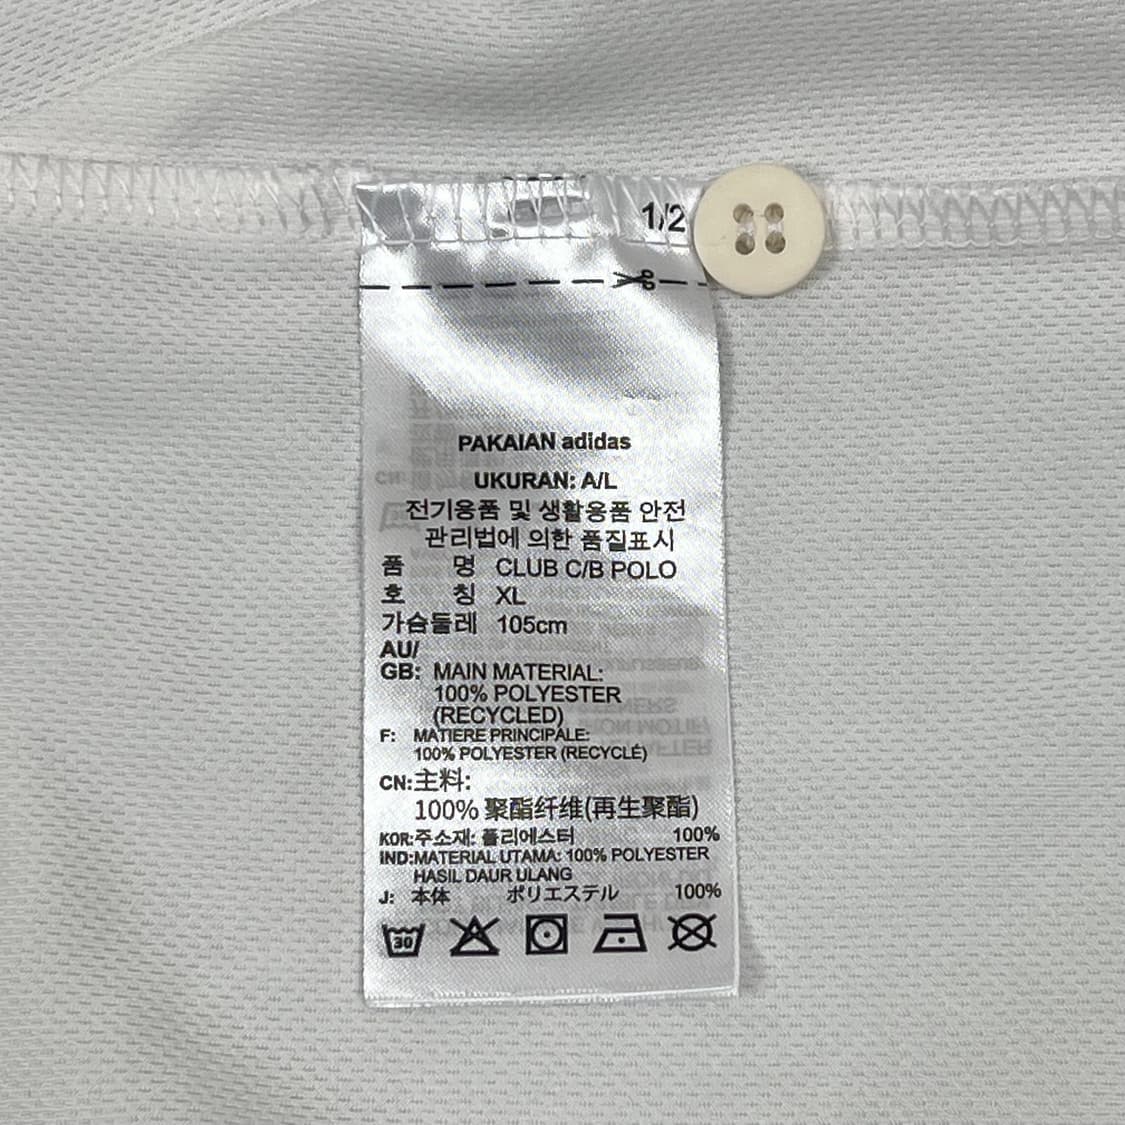 1/2
PAKAIAN adidas
UKURAN: A/L
전기용품 및 생활용품 안전
관리법에 의한 품질표시
품 명 CLUB C/B POLO
호 칭 XL
가슴둘레 105cm
AU/
GB: MAIN MATERIAL:
100% POLYESTER
(RECYCLED)
F: MATIERE PRINCIPALE:
100% POLYESTER (RECYCLÉ)
CN:主料:
100% 聚酯纤维(再生聚酯)
KOR:주소재: 폴리에스터 100%
IND:MATERIAL UTAMA: 100% POLYESTER
HASIL DAUR ULANG
J: 本体 ポリエステル 100%
30